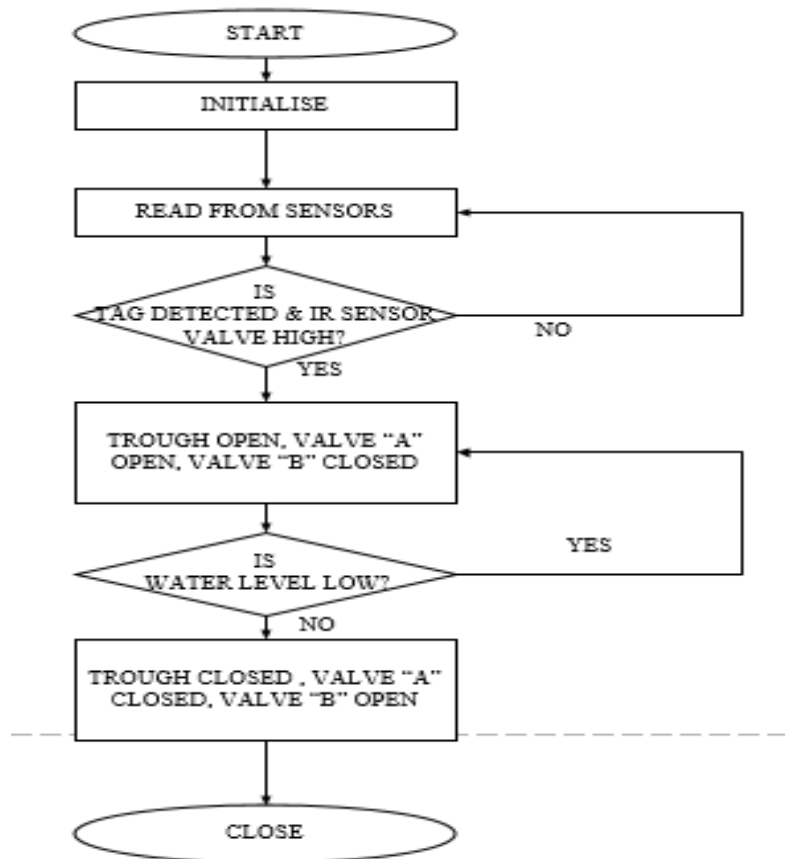 START
INITIALISE
READ FROM SENSORS
IS
TAG DETECTED & IR SENSOR
VALVE HIGH?
NO
YES
TROUGH OPEN, VALVE “A”
OPEN, VALVE “B” CLOSED
IS
WATER LEVEL LOW?
YES
NO
TROUGH CLOSED , VALVE “A”
CLOSED, VALVE “B” OPEN
CLOSE